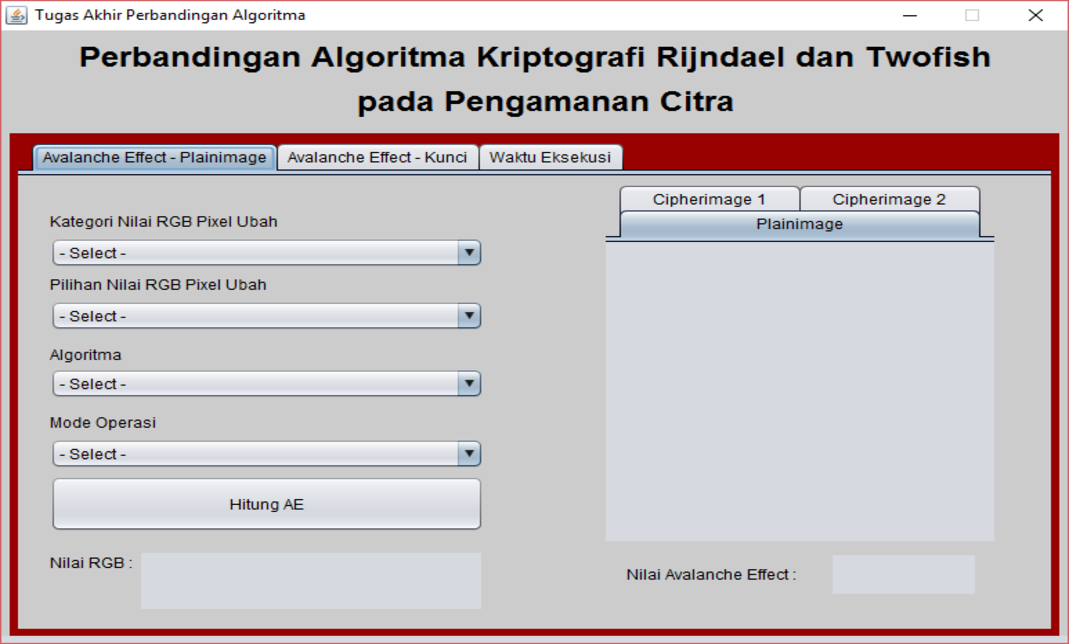 Tugas Akhir Perbandingan Algoritma
Perbandingan Algoritma Kriptografi Rijndael dan Twofish
pada Pengamanan Citra
Avalanche Effect - Plainimage
Avalanche Effect - Kunci
Waktu Eksekusi
Kategori Nilai RGB Pixel Ubah
- Select -
Pilihan Nilai RGB Pixel Ubah
- Select -
Algoritma
- Select -
Mode Operasi
- Select -
Hitung AE
Nilai RGB :
Cipherimage 1
Cipherimage 2
Plainimage
Nilai Avalanche Effect :